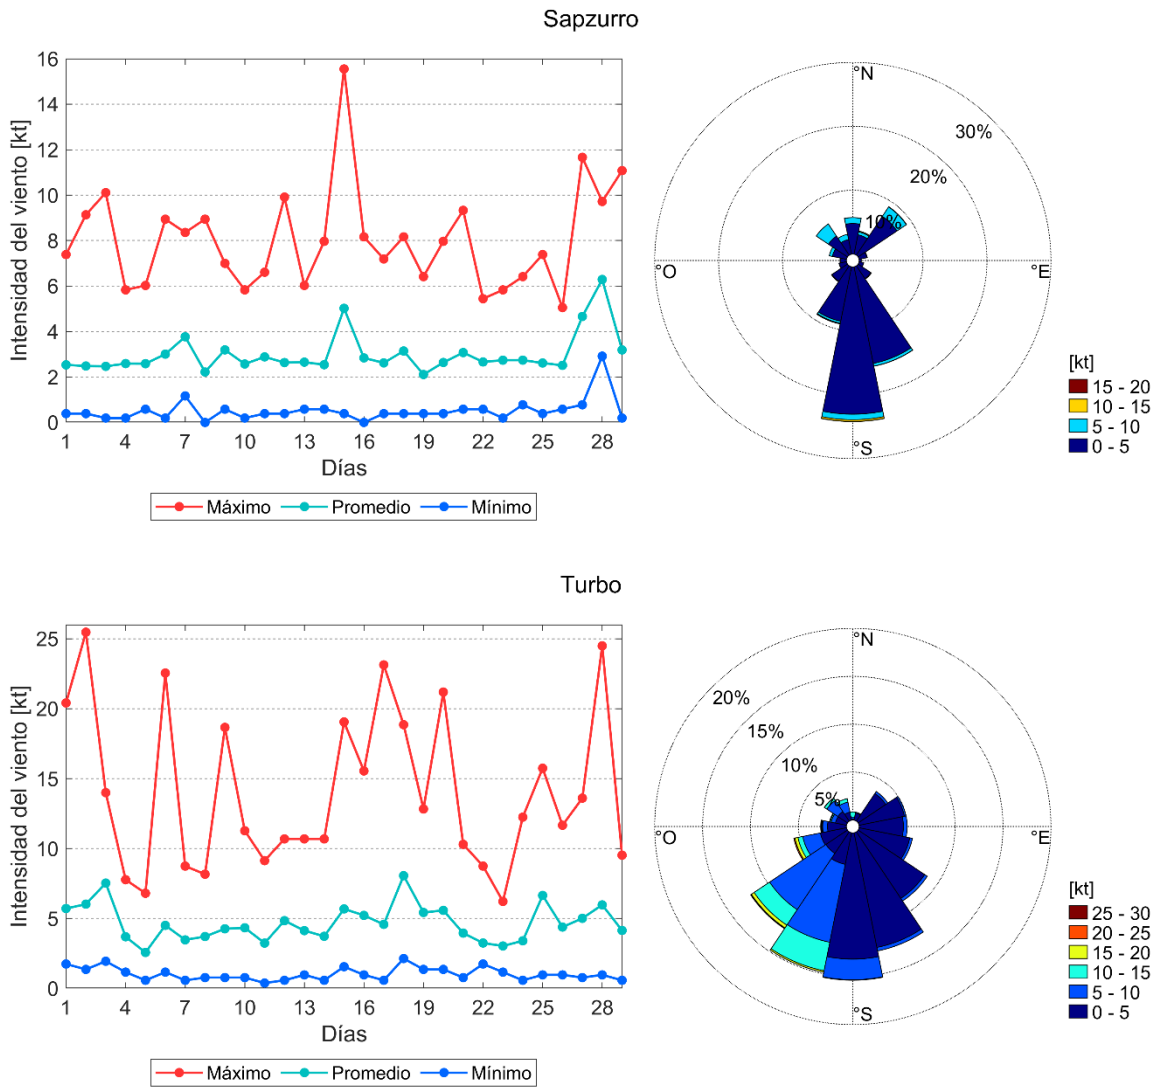 Sapzurro
Intensidad del viento [kt]
16
14
12
10
8
6
4
2
0
1 4 7 10 13 16 19 22 25 28
Días
Máximo Promedio Mínimo
°N
30%
20%
10%
°O °E
°S
[kt]
15 - 20
10 - 15
5 - 10
0 - 5
Turbo
Intensidad del viento [kt]
25
20
15
10
5
0
1 4 7 10 13 16 19 22 25 28
Días
Máximo Promedio Mínimo
°N
20%
15%
10%
5%
°O °E
°S
[kt]
25 - 30
20 - 25
15 - 20
10 - 15
5 - 10
0 - 5